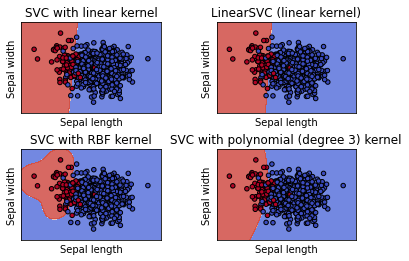 SVC with linear kernel
LinearSVC (linear kernel)
Sepal width
Sepal length
Sepal width
Sepal length
SVC with RBF kernel
SVC with polynomial (degree 3) kernel
Sepal width
Sepal length
Sepal width
Sepal length